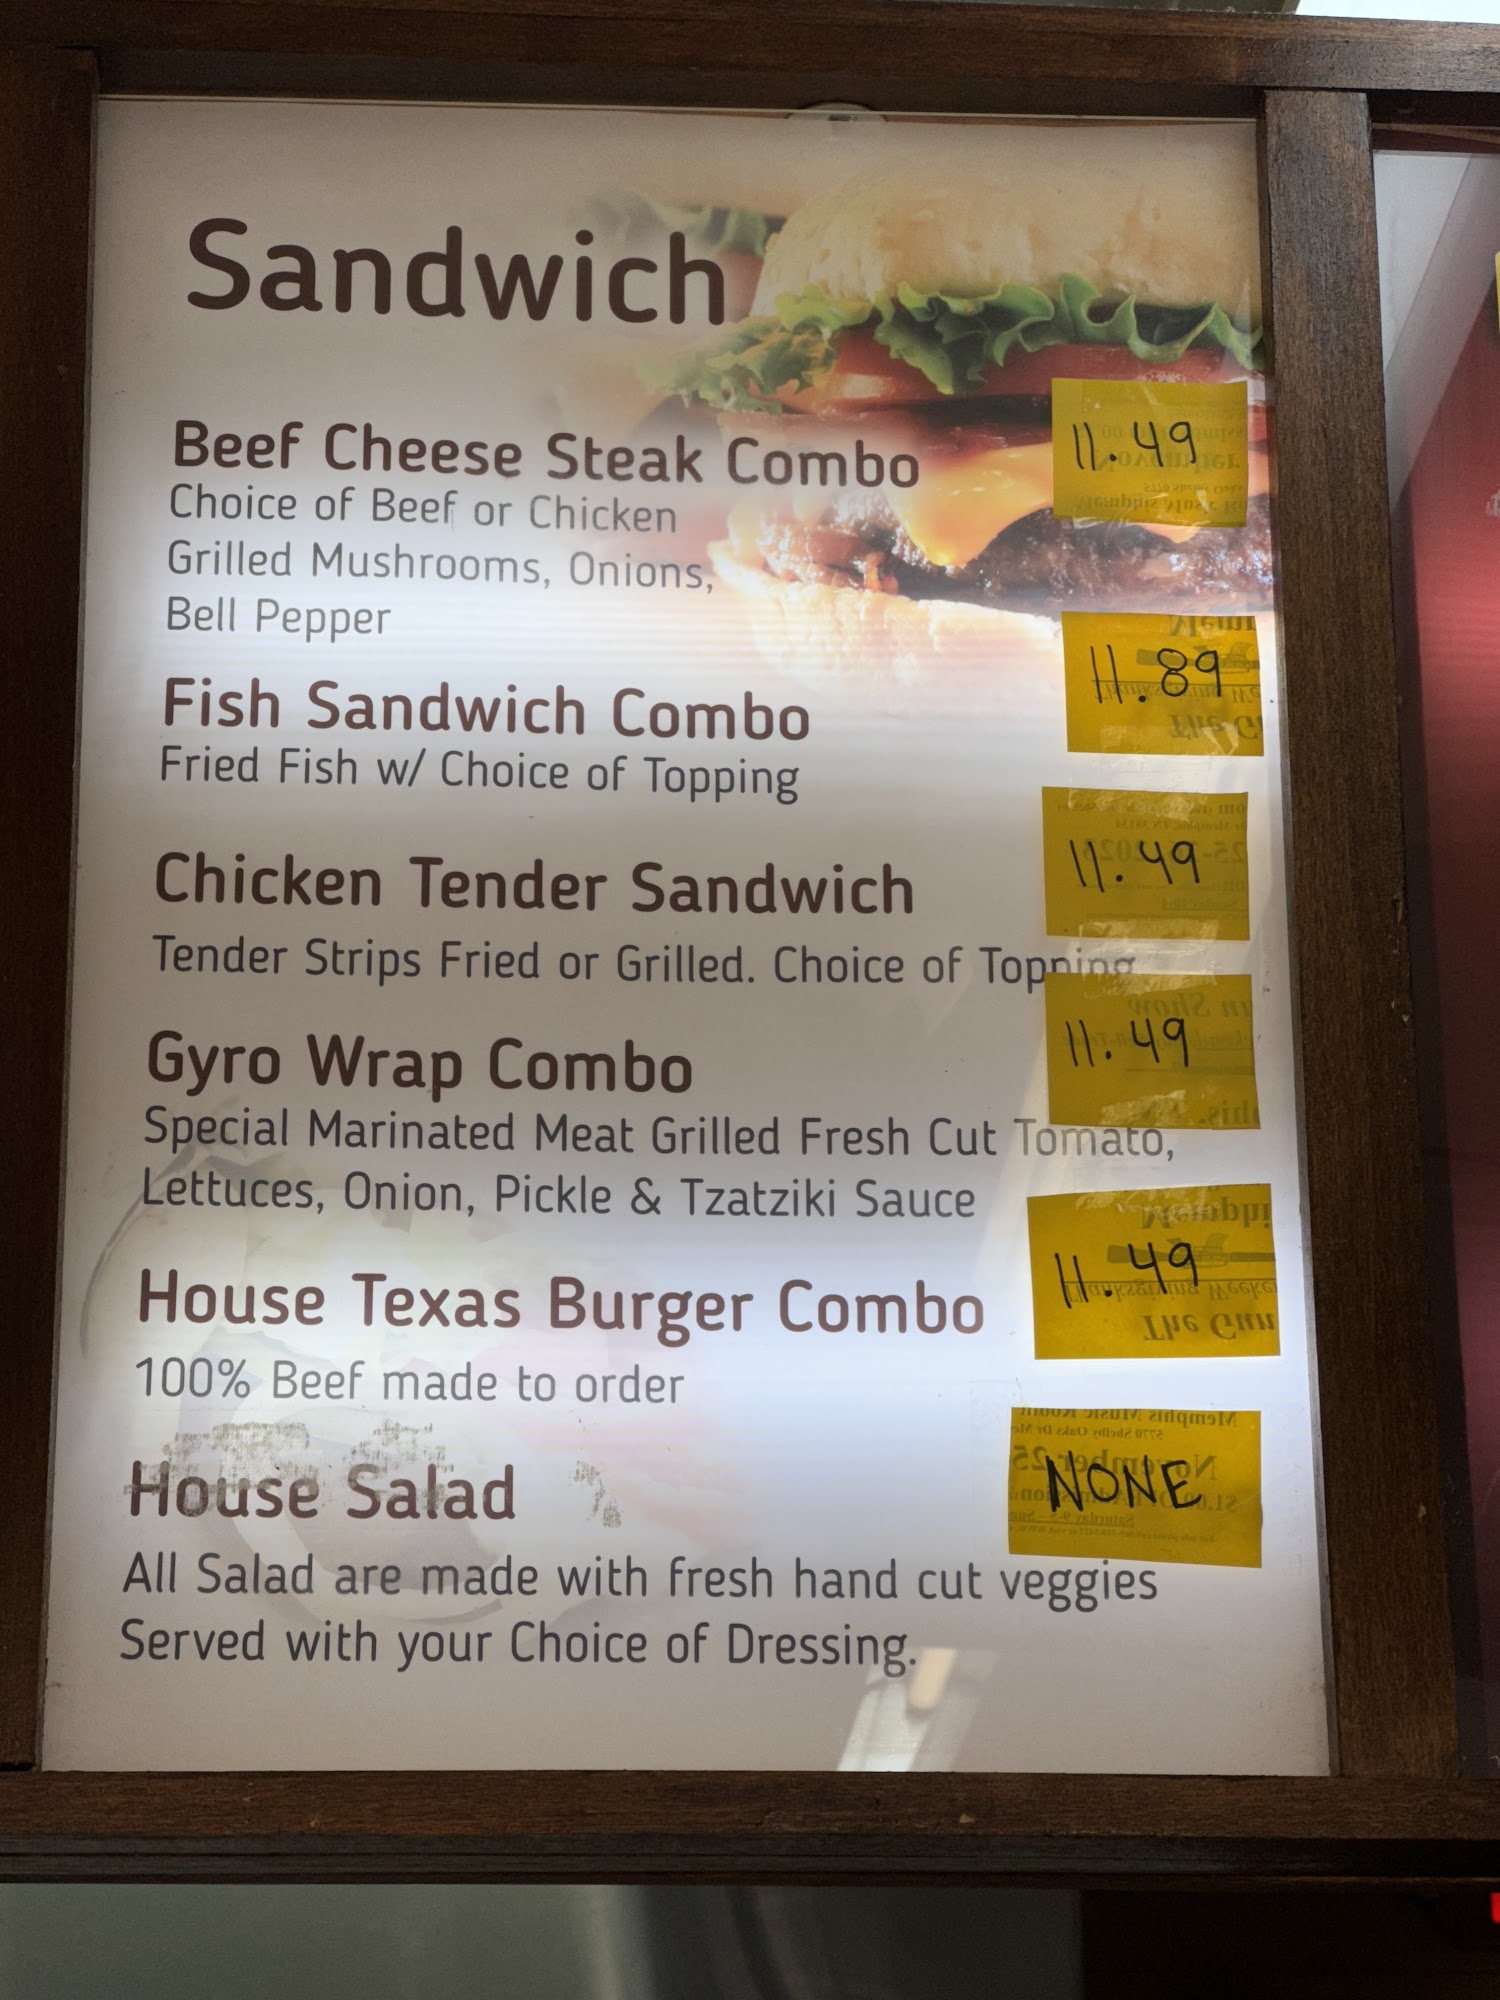 Sandwich
Beef Cheese Steak Combo
11.49
Choice of Beef or Chicken
Grilled Mushrooms, Onions,
Bell Pepper
Fish Sandwich Combo
11.89
Fried Fish w/ Choice of Topping
Chicken Tender Sandwich
11.49
Tender Strips Fried or Grilled. Choice of Topping
Gyro Wrap Combo
11.49
Special Marinated Meat Grilled Fresh Cut Tomato,
Lettuces, Onion, Pickle & Tzatziki Sauce
House Texas Burger Combo
11.49
100% Beef made to order
House Salad
NONE
All Salad are made with fresh hand cut veggies
Served with your Choice of Dressing.